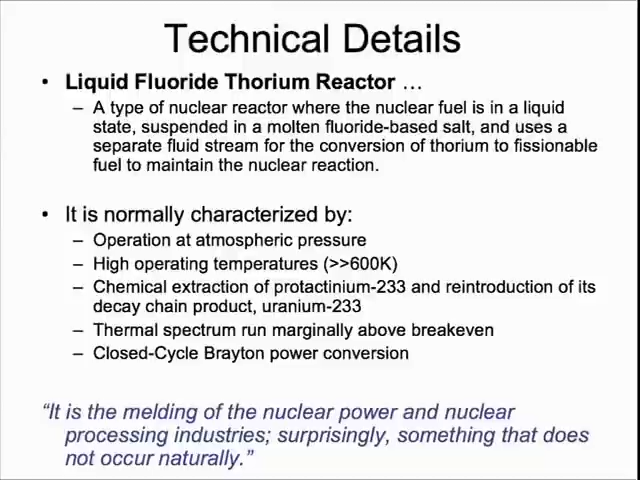 Technical Details
• Liquid Fluoride Thorium Reactor …
– A type of nuclear reactor where the nuclear fuel is in a liquid
state, suspended in a molten fluoride-based salt, and uses a
separate fluid stream for the conversion of thorium to fissionable
fuel to maintain the nuclear reaction.
• It is normally characterized by:
– Operation at atmospheric pressure
– High operating temperatures (>>600K)
– Chemical extraction of protactinium-233 and reintroduction of its
decay chain product, uranium-233
– Thermal spectrum run marginally above breakeven
– Closed-Cycle Brayton power conversion
“It is the melding of the nuclear power and nuclear
processing industries; surprisingly, something that does
not occur naturally.”